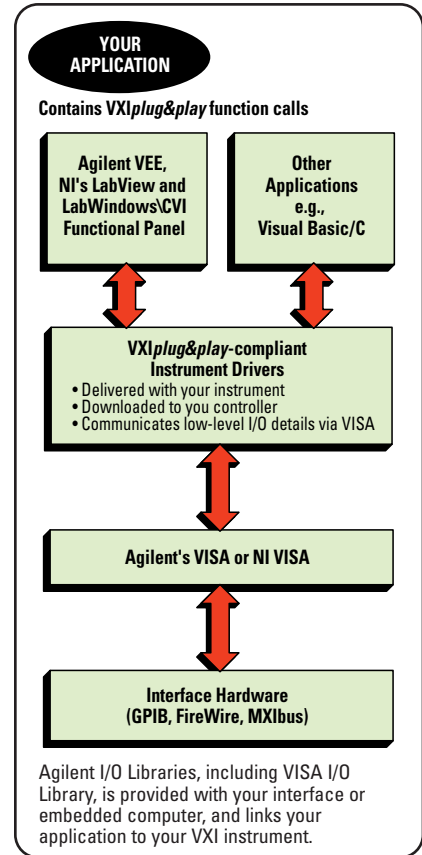 YOUR
APPLICATION
Contains VXIplug&play function calls
Agilent VEE,
NI's LabView and
LabWindows\CVI
Functional Panel
Other
Applications
e.g.,
Visual Basic/C
VXIplug&play-compliant
Instrument Drivers
• Delivered with your instrument
• Downloaded to you controller
• Communicates low-level I/O details via VISA
Agilent's VISA or NI VISA
Interface Hardware
(GPIB, FireWire, MXIbus)
Agilent I/O Libraries, including VISA I/O
Library, is provided with your interface or
embedded computer, and links your
application to your VXI instrument.